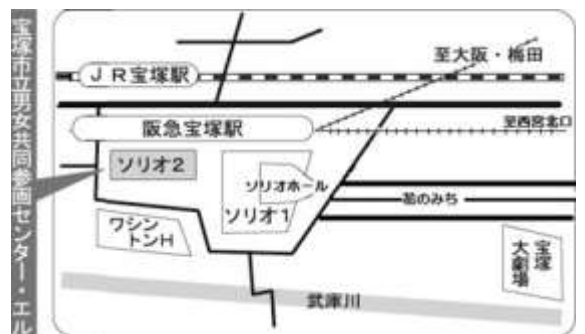 宝塚市立男女共同参画センター・エル
至大阪・梅田
JR宝塚駅
阪急宝塚駅
至西宮北口
ソリオ2
ソリオホール
ソリオ1
花のみち
ワシン
トンH
宝塚
大劇場
武庫川